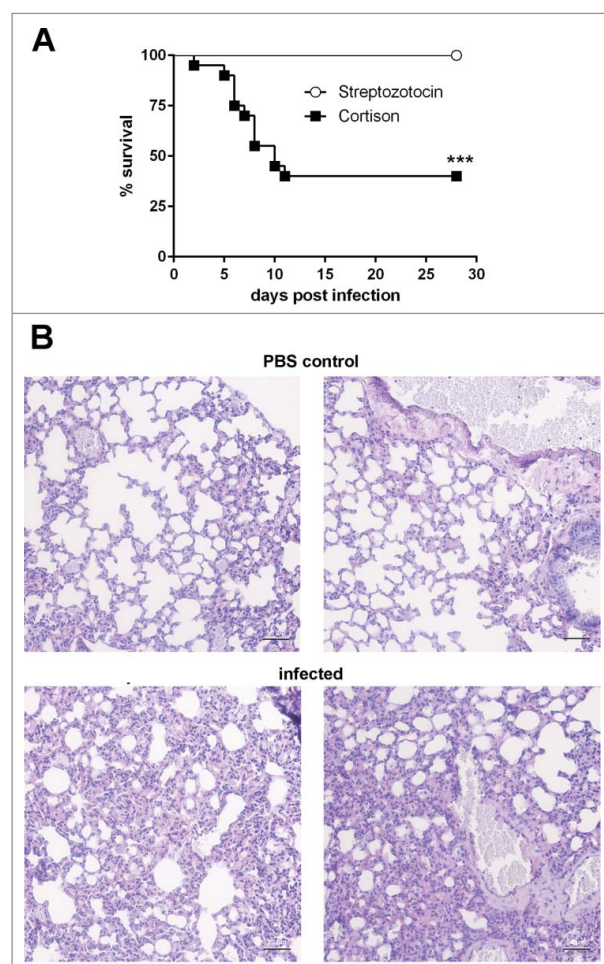 A
100
75
50
25
0
% survival
Streptozotocin
Cortison
***
0 5 10 15 20 25 30
days post infection
B
PBS control
infected